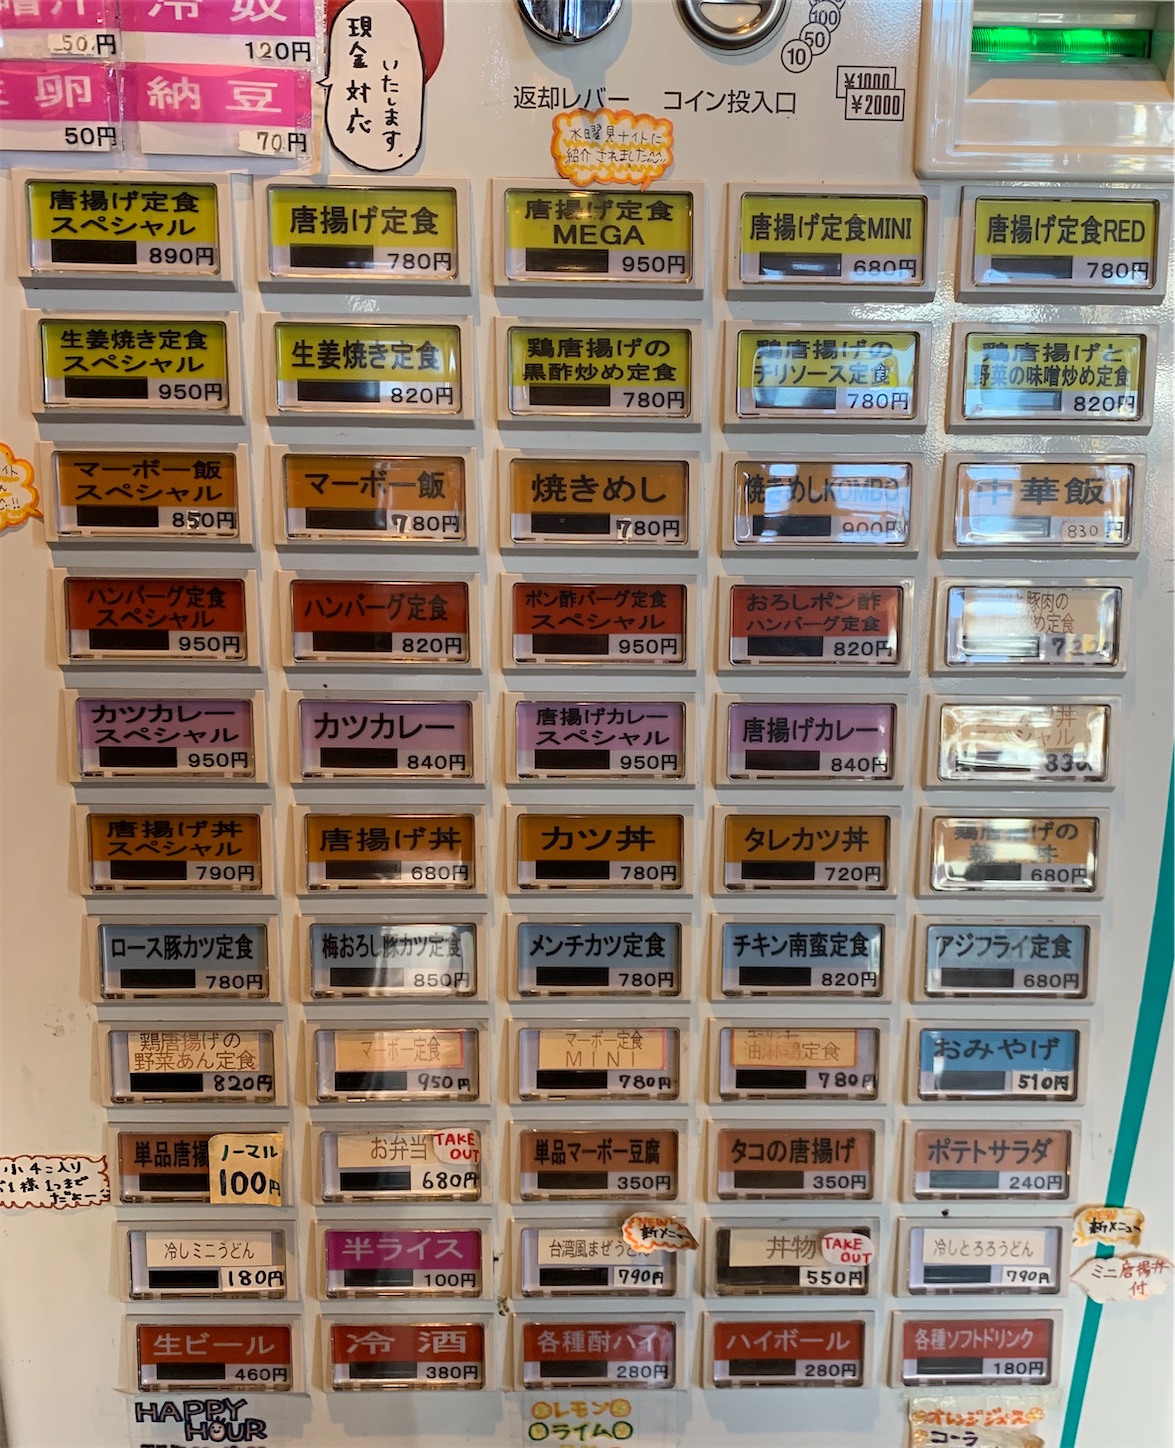 冷奴
50円
120円
卵
納豆
50円
70円
現金対応
いたします。
100
50
10
返却レバー
コイン投入口
¥1000
¥2000
水曜見ナイトに
紹介されました
唐揚げ定食
スペシャル
890円
唐揚げ定食
780円
唐揚げ定食
MEGA
950円
唐揚げ定食MINI
680円
唐揚げ定食RED
780円
生姜焼き定食
スペシャル
950円
生姜焼き定食
820円
鶏唐揚げの
黒酢炒め定食
780円
鶏唐揚げの
チリソース定食
780円
鶏唐揚げと
野菜の味噌炒め定食
820円
マーボー飯
スペシャル
850円
マーボー飯
780円
焼きめし
780円
焼きめしKOMBO
900円
中華飯
830円
ハンバーグ定食
スペシャル
950円
ハンバーグ定食
820円
ポン酢バーグ定食
スペシャル
950円
おろしポン酢
ハンバーグ定食
820円
豚肉の
炒め定食
カツカレー
スペシャル
950円
カツカレー
840円
唐揚げカレー
スペシャル
950円
唐揚げカレー
840円
丼
スペシャル
830
唐揚げ丼
スペシャル
790円
唐揚げ丼
680円
カツ丼
780円
タレカツ丼
720円
鶏唐揚げの
丼
680円
ロース豚カツ定食
780円
梅おろし豚カツ定食
850円
メンチカツ定食
780円
チキン南蛮定食
820円
アジフライ定食
680円
鶏唐揚げの
野菜あん定食
820円
マーボー定食
950円
マーボー定食
MINI
780円
ユーリンチー
油淋鶏定食
780円
おみやげ
510円
単品唐揚
ノーマル
100円
お弁当
TAKE
OUT
680円
単品マーボー豆腐
350円
タコの唐揚げ
350円
ポテトサラダ
240円
冷しミニうどん
180円
半ライス
100円
台湾風まぜうどん
NEW
新メニュー
790円
丼物
TAKE
OUT
550円
冷しとろろうどん
790円
NEW
新メニュー
ミニ唐揚丼
付
生ビール
460円
冷酒
380円
各種酎ハイ
280円
ハイボール
280円
各種ソフトドリンク
180円
HAPPY
HOUR
レモン
ライム
オレンジジュース
コーラ